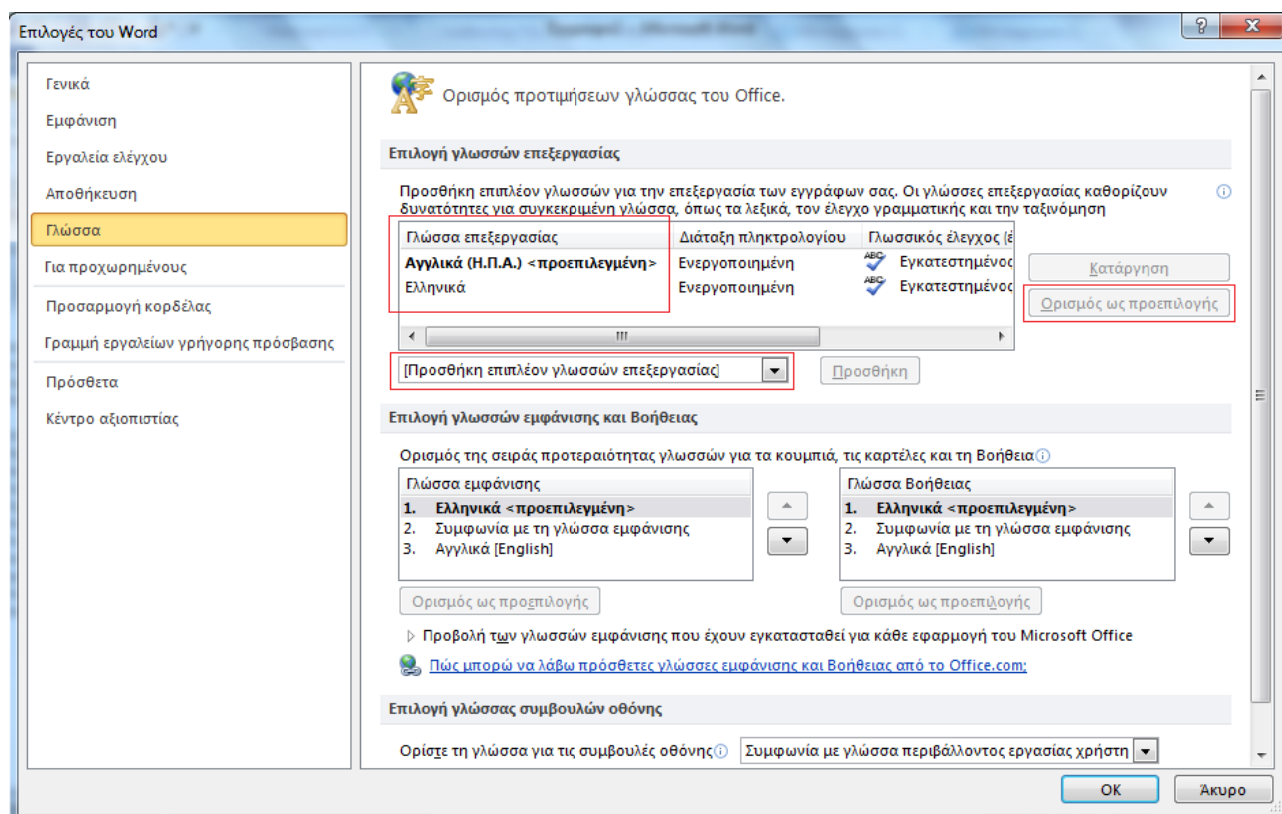 Επιλογές του Word
Γενικά
Εμφάνιση
Εργαλεία ελέγχου
Αποθήκευση
Γλώσσα
Για προχωρημένους
Προσαρμογή κορδέλας
Γραμμή εργαλείων γρήγορης πρόσβασης
Πρόσθετα
Κέντρο αξιοπιστίας
Ορισμός προτιμήσεων γλώσσας του Office.
Επιλογή γλωσσών επεξεργασίας
Προσθήκη επιπλέον γλωσσών για την επεξεργασία των εγγράφων σας. Οι γλώσσες επεξεργασίας καθορίζουν
δυνατότητες για συγκεκριμένη γλώσσα, όπως τα λεξικά, τον έλεγχο γραμματικής και την ταξινόμηση
Γλώσσα επεξεργασίας Διάταξη πληκτρολογίου Γλωσσικός έλεγχος (έ
Αγγλικά (Η.Π.Α.) <προεπιλεγμένη> Ενεργοποιημένη Εγκατεστημένος
Ελληνικά Ενεργοποιημένη Εγκατεστημένος
Κατάργηση
Ορισμός ως προεπιλογής
[Προσθήκη επιπλέον γλωσσών επεξεργασίας] Προσθήκη
Επιλογή γλωσσών εμφάνισης και Βοήθειας
Ορισμός της σειράς προτεραιότητας γλωσσών για τα κουμπιά, τις καρτέλες και τη Βοήθεια
Γλώσσα εμφάνισης
1. Ελληνικά <προεπιλεγμένη>
2. Συμφωνία με τη γλώσσα εμφάνισης
3. Αγγλικά [English]
Ορισμός ως προεπιλογής
Γλώσσα Βοήθειας
1. Ελληνικά <προεπιλεγμένη>
2. Συμφωνία με τη γλώσσα εμφάνισης
3. Αγγλικά [English]
Ορισμός ως προεπιλογής
Προβολή των γλωσσών εμφάνισης που έχουν εγκατασταθεί για κάθε εφαρμογή του Microsoft Office
Πώς μπορώ να λάβω πρόσθετες γλώσσες εμφάνισης και Βοήθειας από το Office.com;
Επιλογή γλώσσας συμβουλών οθόνης
Ορίστε τη γλώσσα για τις συμβουλές οθόνης Συμφωνία με γλώσσα περιβάλλοντος εργασίας χρήστη
OK Άκυρο